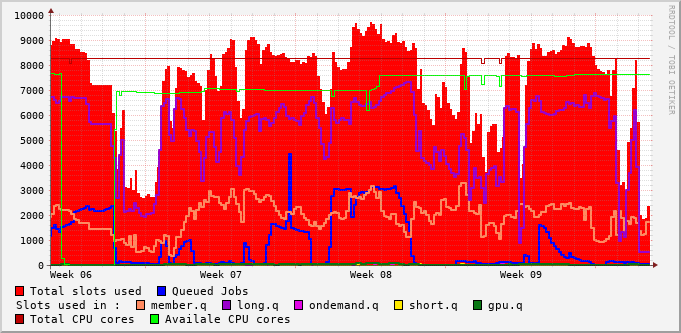 10000
9000
8000
7000
6000
5000
4000
3000
2000
1000
0
Week 06 Week 07 Week 08 Week 09
RRDTOOL / TOBI OETIKER
Total slots used Queued Jobs
Slots used in : member.q long.q ondemand.q short.q gpu.q
Total CPU cores Availale CPU cores